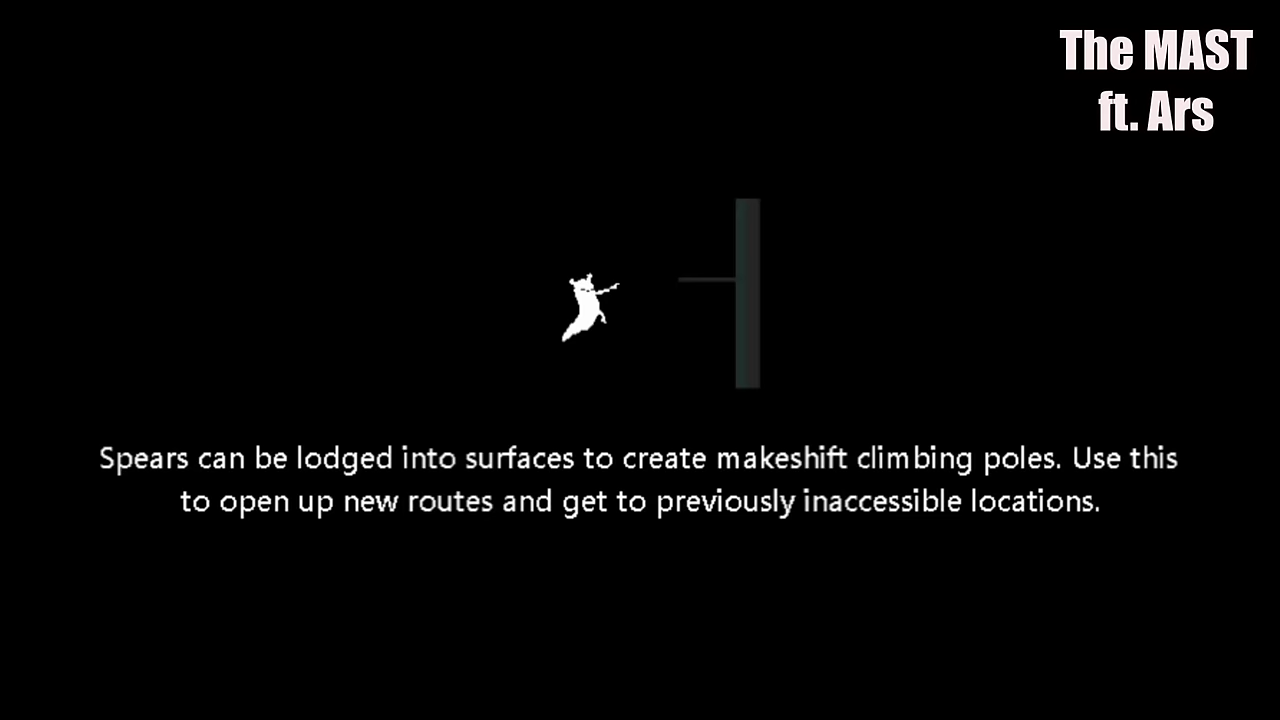 The MAST
ft. Ars
Spears can be lodged into surfaces to create makeshift climbing poles. Use this
to open up new routes and get to previously inaccessible locations.